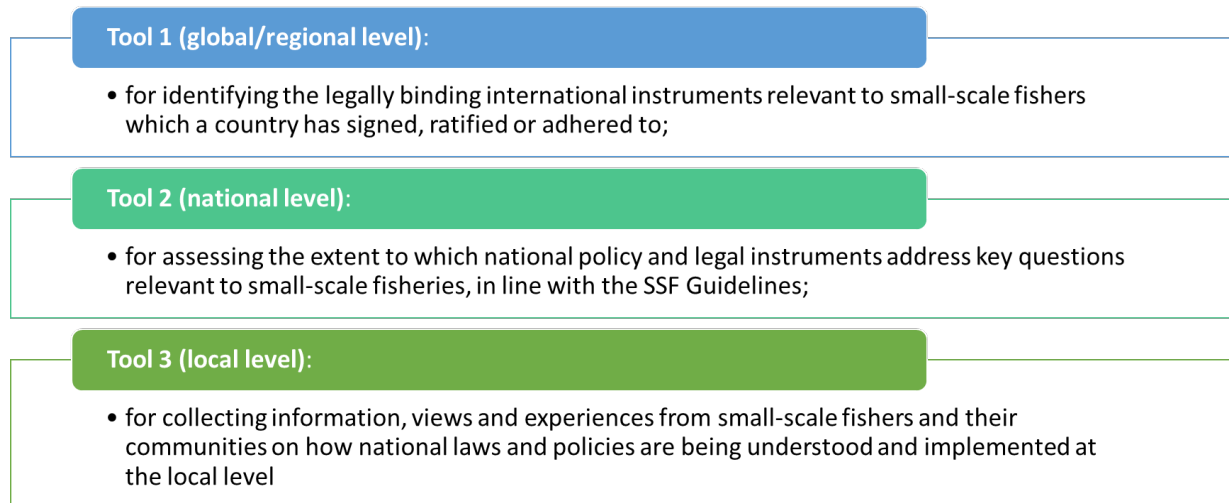 Tool 1 (global/regional level):
• for identifying the legally binding international instruments relevant to small-scale fishers
which a country has signed, ratified or adhered to;
Tool 2 (national level):
• for assessing the extent to which national policy and legal instruments address key questions
relevant to small-scale fisheries, in line with the SSF Guidelines;
Tool 3 (local level):
• for collecting information, views and experiences from small-scale fishers and their
communities on how national laws and policies are being understood and implemented at
the local level